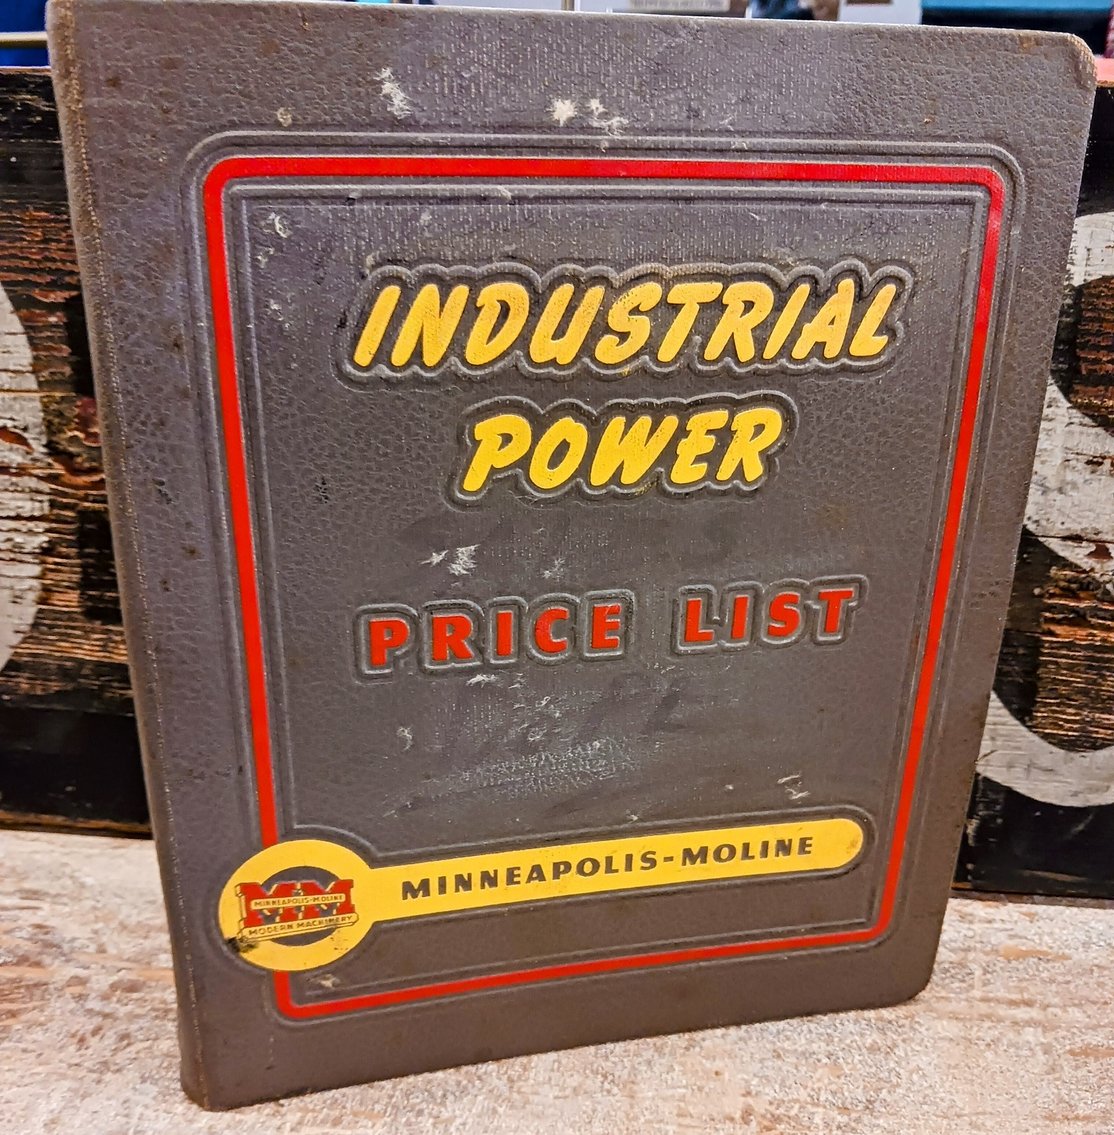 INDUSTRIAL
POWER
PRICE LIST
MINNEAPOLIS-MOLINE
MM
MINNEAPOLIS-MOLINE
MODERN MACHINERY